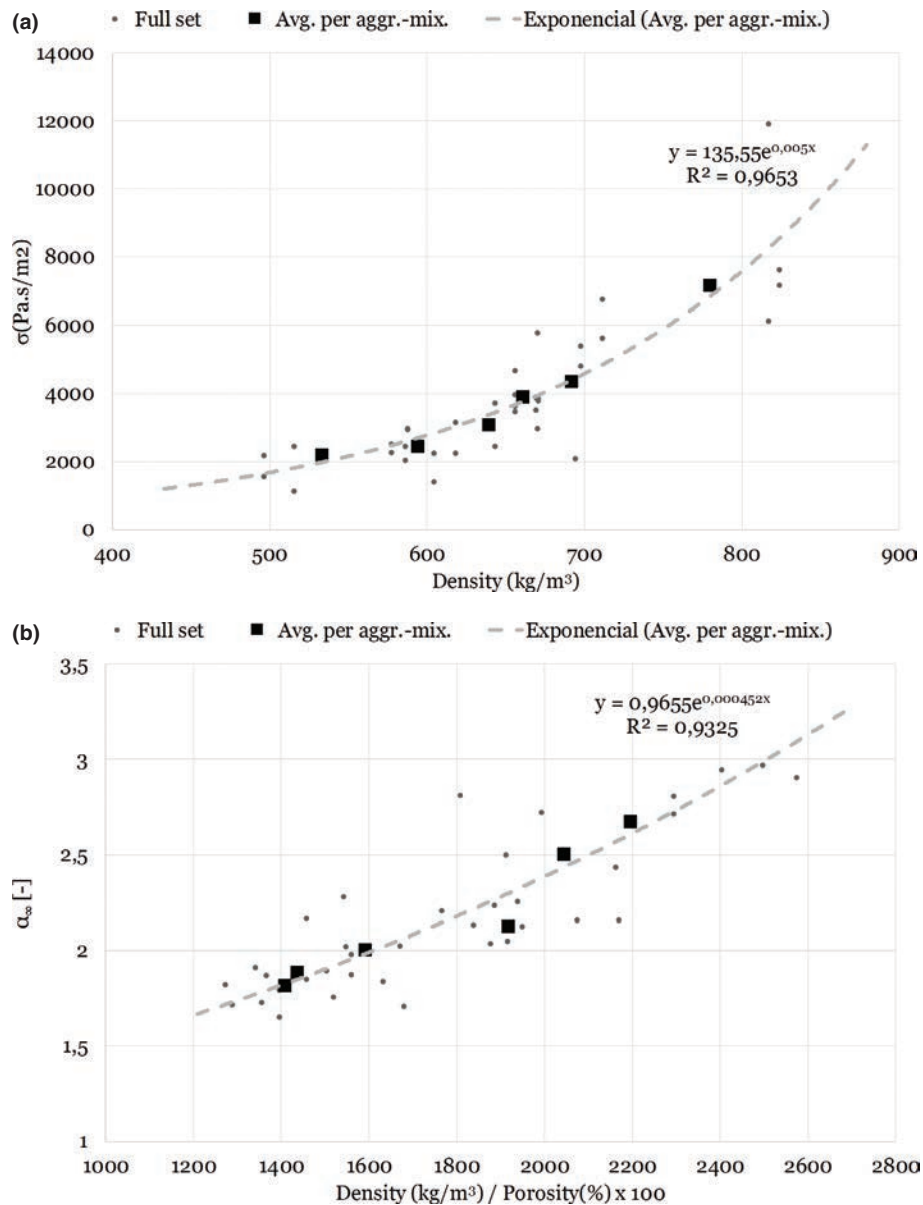 (a)
Full set Avg. per aggr.-mix. Exponencial (Avg. per aggr.-mix.)
14000
12000
10000
8000
6000
4000
2000
0
σ(Pa.s/m2)
y = 135,55e^0,005x
R² = 0,9653
400 500 600 700 800 900
Density (kg/m³)
(b)
Full set Avg. per aggr.-mix. Exponencial (Avg. per aggr.-mix.)
3,5
3
2,5
2
1,5
1
α∞ [-]
y = 0,9655e^0,000452x
R² = 0,9325
1000 1200 1400 1600 1800 2000 2200 2400 2600 2800
Density (kg/m³) / Porosity(%) x 100